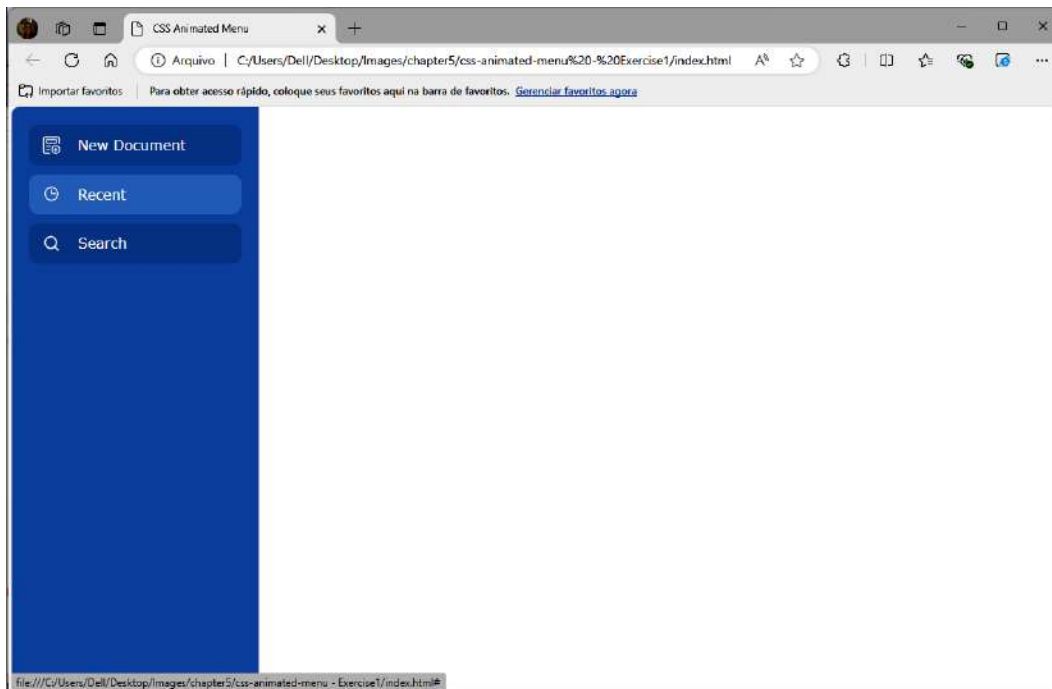 CSS Animated Menu
Arquivo | C:/Users/Dell/Desktop/Images/chapter5/css-animated-menu%20-%20Exercise1/index.html A
Importar favoritos | Para obter acesso rápido, coloque seus favoritos aqui na barra de favoritos. Gerenciar favoritos agora
New Document
Recent
Search
file:///C:/Users/Dell/Desktop/Images/chapter5/css-animated-menu - Exercise1/index.html#